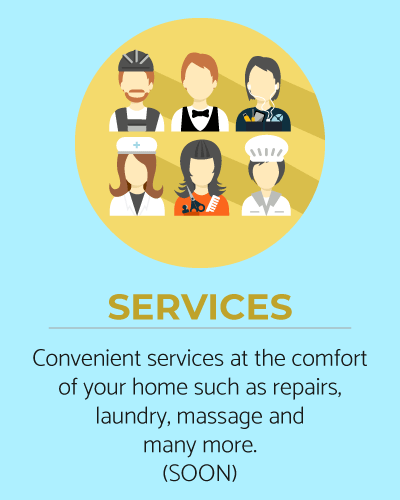 SERVICES
Convenient services at the comfort
of your home such as repairs,
laundry, massage and
many more.
(SOON)